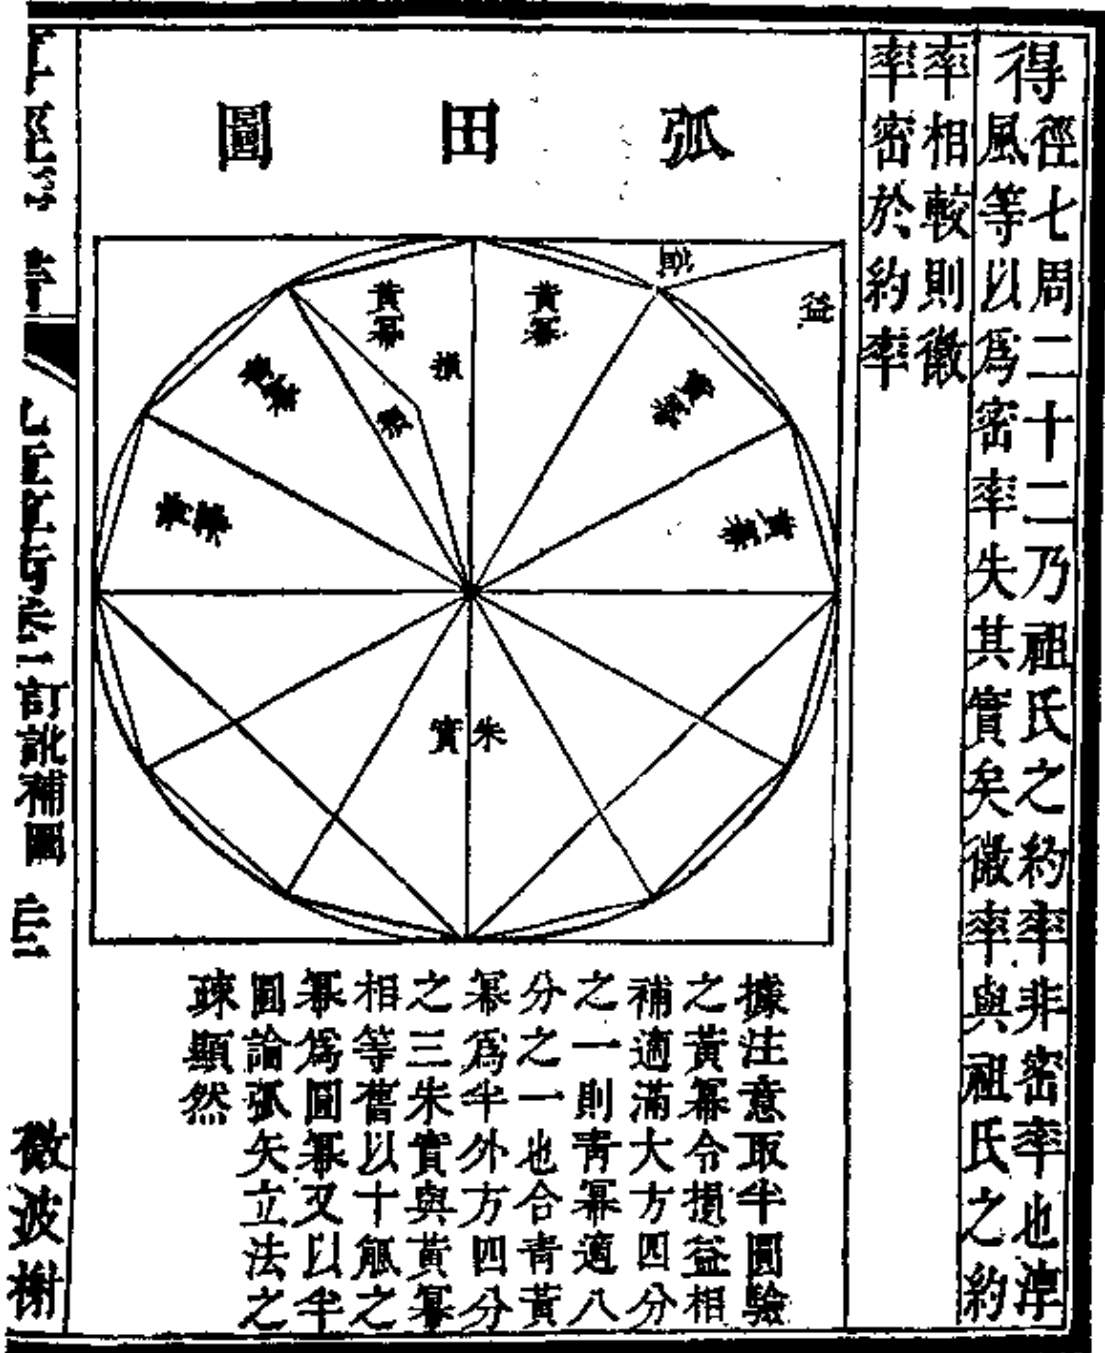 得
徑七周二十二乃祖氏之約率非密率也淳
風等以爲密率失其實矣徽率與祖氏之約
率相較則徽
率密於約率
弧田圖
益
黃冪
黃冪
損
朱實
據注意取半圓驗
之黃冪令損益相
補適滿大方四分
之一則青冪適八
分之一也合青黃
冪爲半外方四分
之三朱實與黃冪
相等舊以十觚之
冪爲圓冪又以半
圓論弧矢立法之
疎顯然
訂訛補圖
微波榭